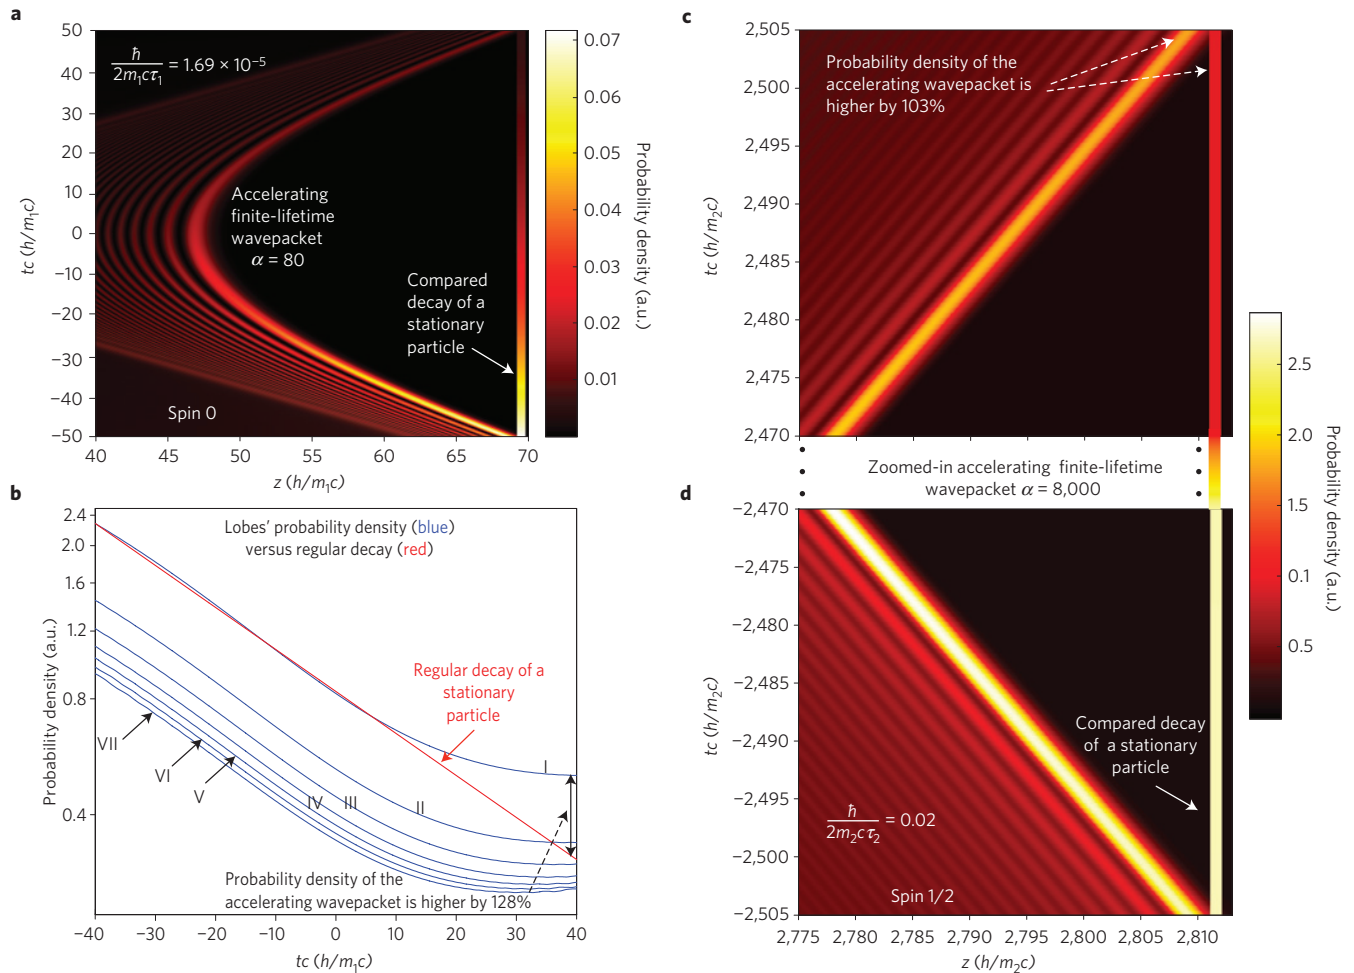 a
50
40
30
20
10
0
−10
−20
−30
−40
−50
tc (h/m₁c)
ħ
2m₁cτ₁
= 1.69 × 10⁻⁵
Accelerating
finite-lifetime
wavepacket
α = 80
Compared
decay of a
stationary
particle
Spin 0
40
45
50
55
60
65
70
z (h/m₁c)
0.07
0.06
0.05
0.04
0.03
0.02
0.01
Probability density (a.u.)
b
2.4
2.0
1.6
1.2
0.8
0.4
Probability density (a.u.)
Lobes' probability density (blue)
versus regular decay (red)
Regular decay of a
stationary
particle
I
II
III
IV
V
VI
VII
Probability density of the
accelerating wavepacket is higher by 128%
−40
−30
−20
−10
0
10
20
30
40
tc (h/m₁c)
c
2,505
2,500
2,495
2,490
2,485
2,480
2,475
2,470
tc (h/m₂c)
Probability density of the
accelerating wavepacket is
higher by 103%
Zoomed-in accelerating finite-lifetime
wavepacket α = 8,000
d
−2,470
−2,475
−2,480
−2,485
−2,490
−2,495
−2,500
−2,505
tc (h/m₂c)
Compared decay
of a stationary
particle
ħ
2m₂cτ₂
= 0.02
Spin 1/2
2,775
2,780
2,785
2,790
2,795
2,800
2,805
2,810
z (h/m₂c)
2.5
2.0
1.5
0.1
0.5
Probability density (a.u.)